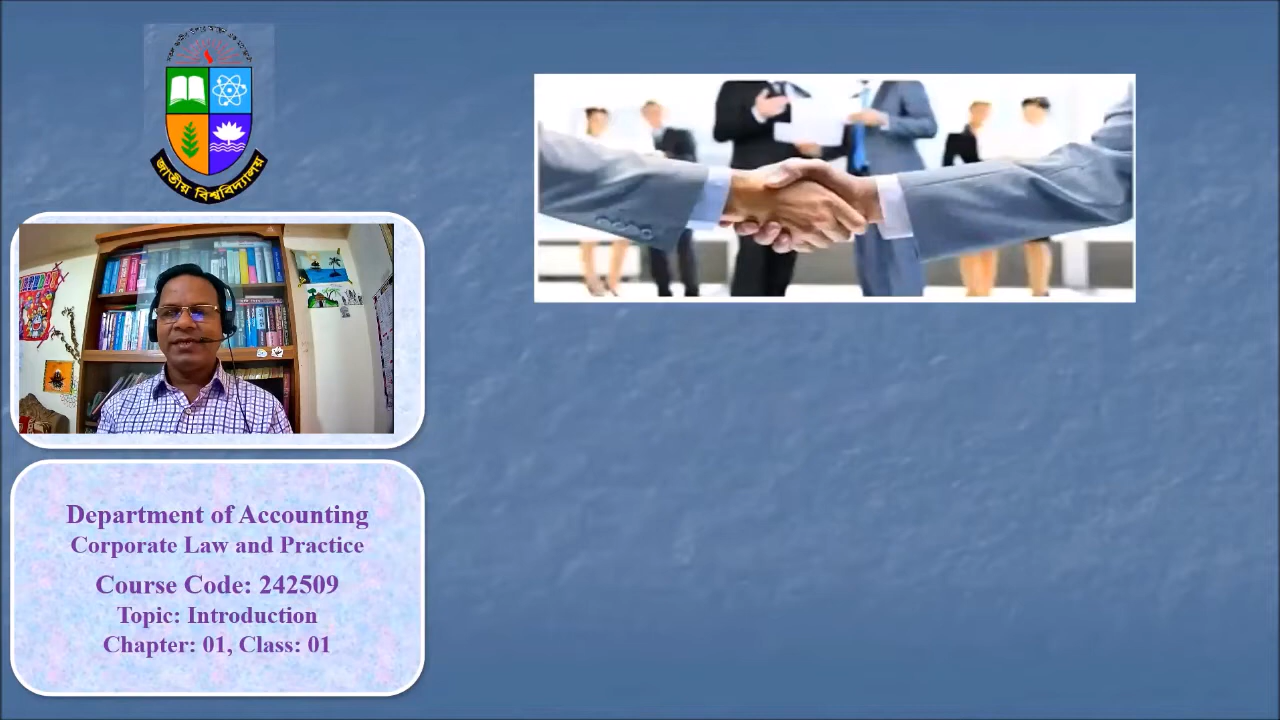 জাতীয় বিশ্ববিদ্যালয়
Department of Accounting
Corporate Law and Practice
Course Code: 242509
Topic: Introduction
Chapter: 01, Class: 01